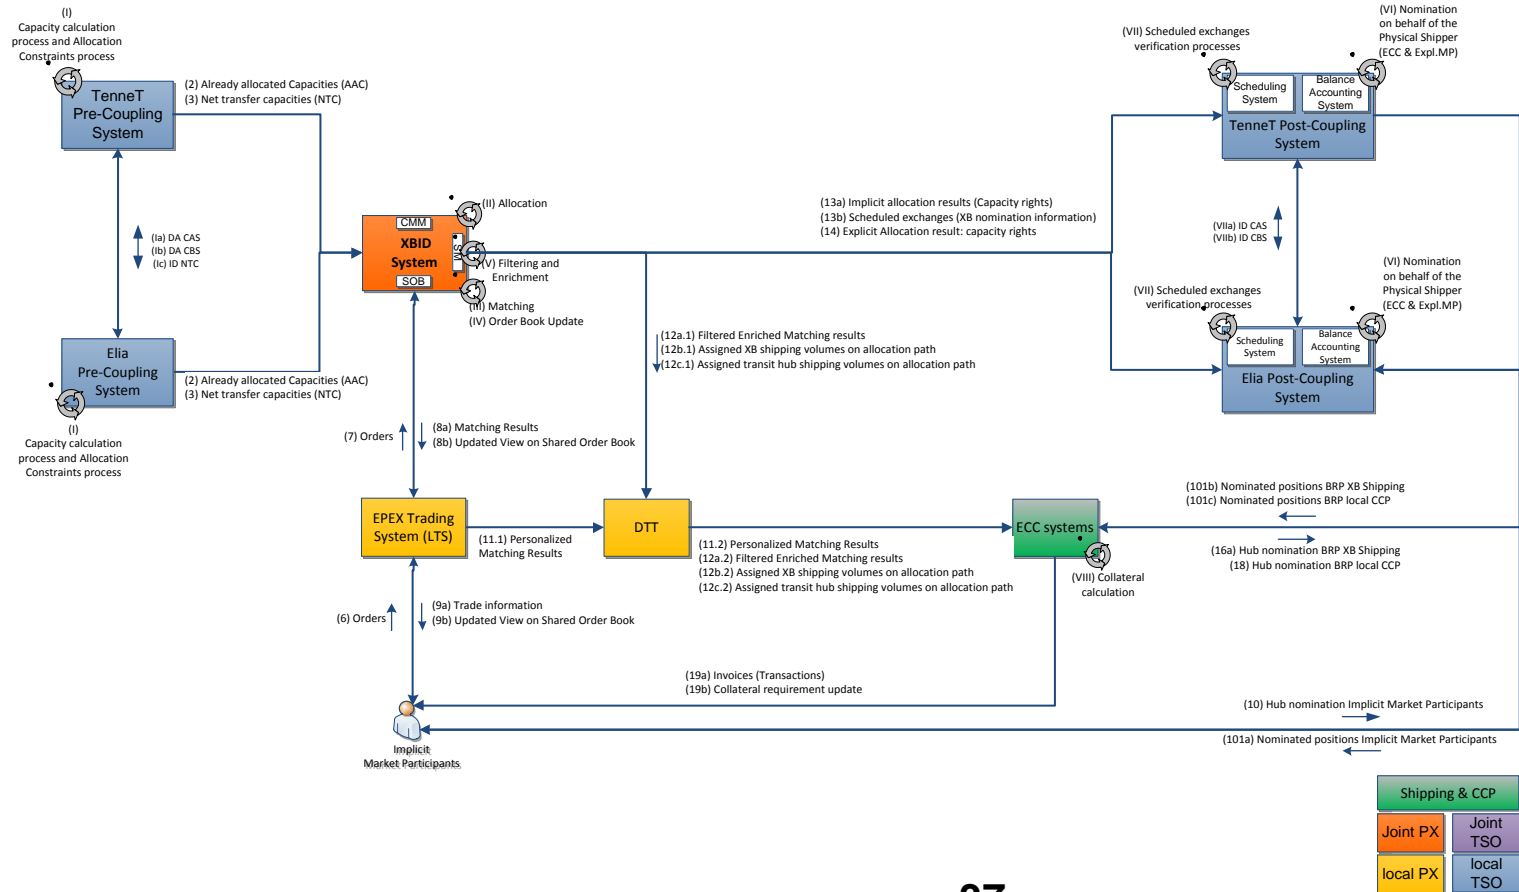 (I)
Capacity calculation
process and Allocation
Constraints process
TenneT
Pre-Coupling
System
(2) Already allocated Capacities (AAC)
(3) Net transfer capacities (NTC)
(Ia) DA CAS
(Ib) DA CBS
(Ic) ID NTC
Elia
Pre-Coupling
System
(2) Already allocated Capacities (AAC)
(3) Net transfer capacities (NTC)
(I)
Capacity calculation
process and Allocation
Constraints process
CMM
XBID
System
SM
SOB
(II) Allocation
(V) Filtering and
Enrichment
(III) Matching
(IV) Order Book Update
(13a) Implicit allocation results (Capacity rights)
(13b) Scheduled exchanges (XB nomination information)
(14) Explicit Allocation result: capacity rights
(12a.1) Filtered Enriched Matching results
(12b.1) Assigned XB shipping volumes on allocation path
(12c.1) Assigned transit hub shipping volumes on allocation path
(VII) Scheduled exchanges
verification processes
(VI) Nomination
on behalf of the
Physical Shipper
(ECC & Expl.MP)
Scheduling
System
Balance
Accounting
System
TenneT Post-Coupling
System
(VIIa) ID CAS
(VIIb) ID CBS
(VII) Scheduled exchanges
verification processes
(VI) Nomination
on behalf of the
Physical Shipper
(ECC & Expl.MP)
Scheduling
System
Balance
Accounting
System
Elia Post-Coupling
System
(7) Orders
(8a) Matching Results
(8b) Updated View on Shared Order Book
EPEX Trading
System (LTS)
(11.1) Personalized
Matching Results
DTT
(11.2) Personalized Matching Results
(12a.2) Filtered Enriched Matching results
(12b.2) Assigned XB shipping volumes on allocation path
(12c.2) Assigned transit hub shipping volumes on allocation path
ECC systems
(VIII) Collateral
calculation
(101b) Nominated positions BRP XB Shipping
(101c) Nominated positions BRP local CCP
(16a) Hub nomination BRP XB Shipping
(18) Hub nomination BRP local CCP
(6) Orders
(9a) Trade information
(9b) Updated View on Shared Order Book
(19a) Invoices (Transactions)
(19b) Collateral requirement update
Implicit
Market Participants
(10) Hub nomination Implicit Market Participants
(101a) Nominated positions Implicit Market Participants
Shipping & CCP
Joint PX
Joint
TSO
local PX
local
TSO